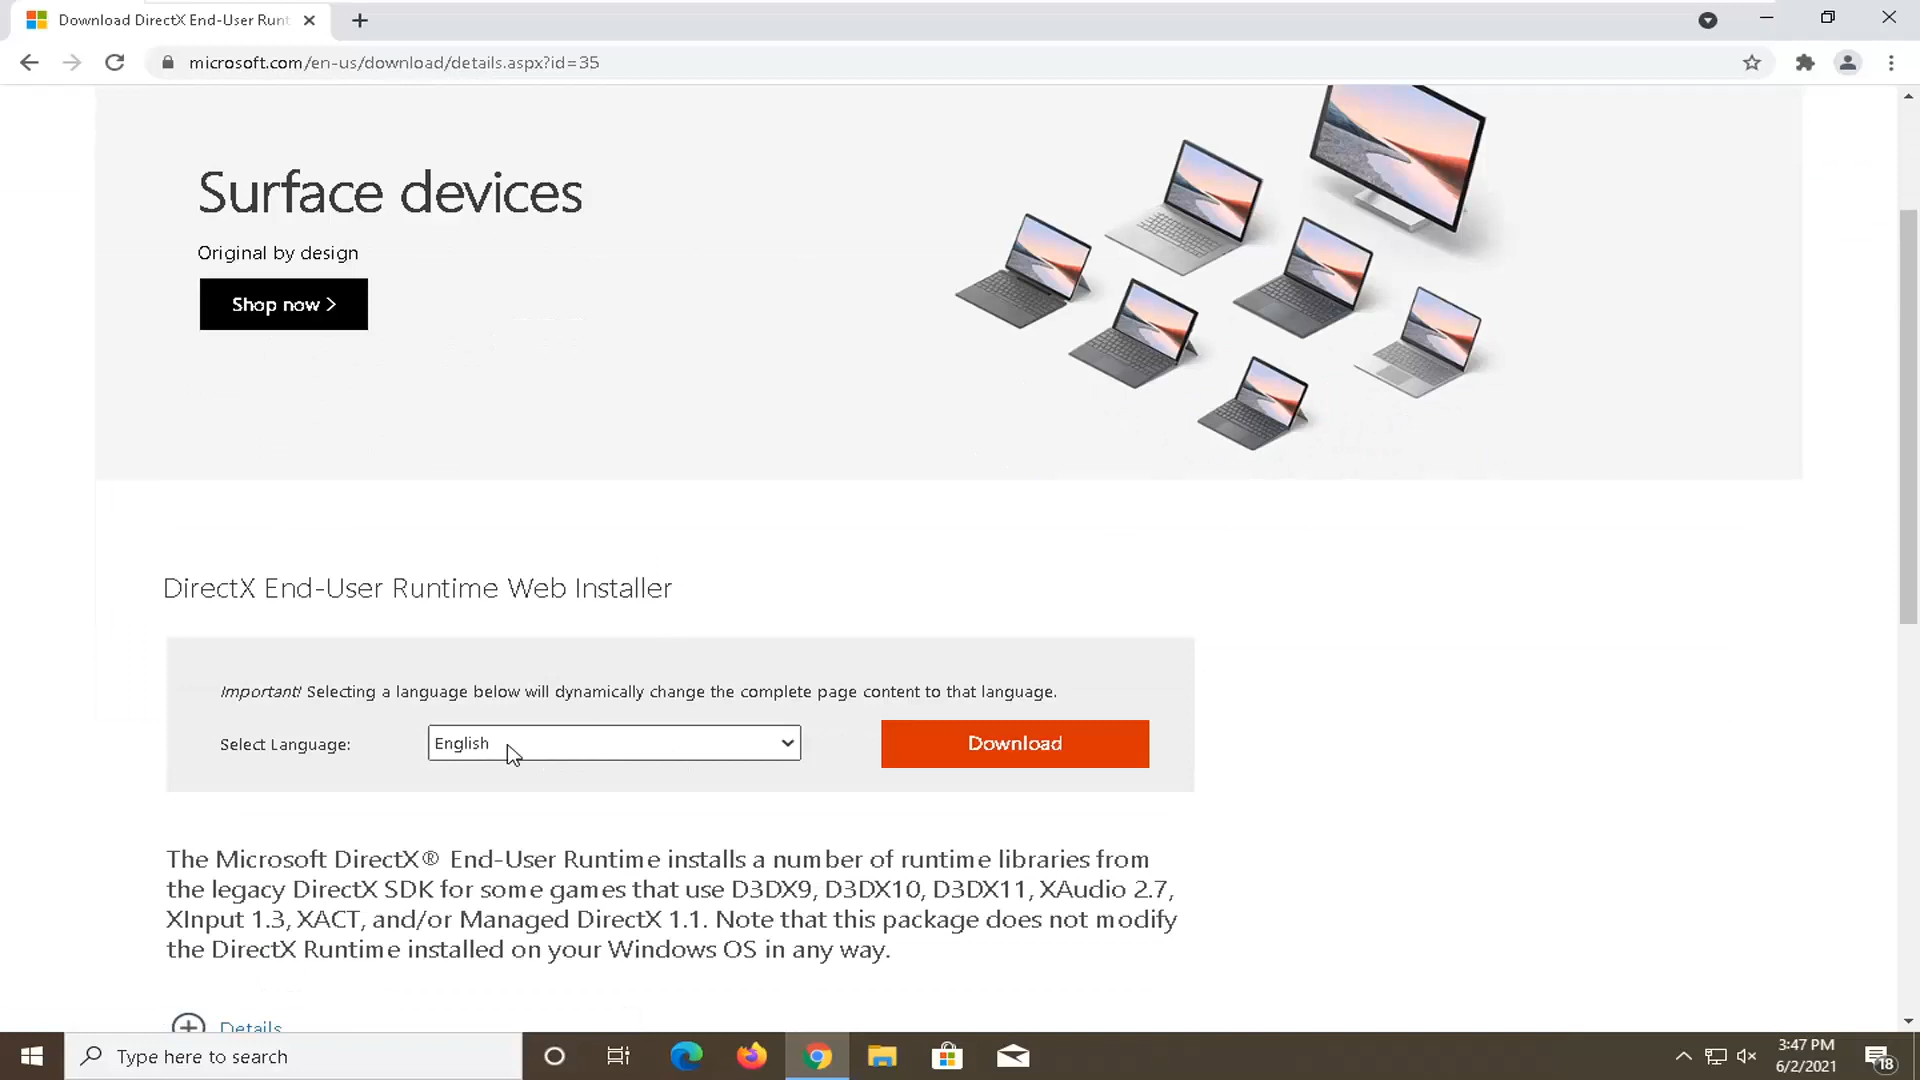 Download DirectX End-User Runt
microsoft.com/en-us/download/details.aspx?id=35
Surface devices
Original by design
Shop now >
DirectX End-User Runtime Web Installer
Important! Selecting a language below will dynamically change the complete page content to that language.
Select Language:
English
Download
The Microsoft DirectX® End-User Runtime installs a number of runtime libraries from
the legacy DirectX SDK for some games that use D3DX9, D3DX10, D3DX11, XAudio 2.7,
XInput 1.3, XACT, and/or Managed DirectX 1.1. Note that this package does not modify
the DirectX Runtime installed on your Windows OS in any way.
Details
Type here to search
3:47 PM
6/2/2021
18